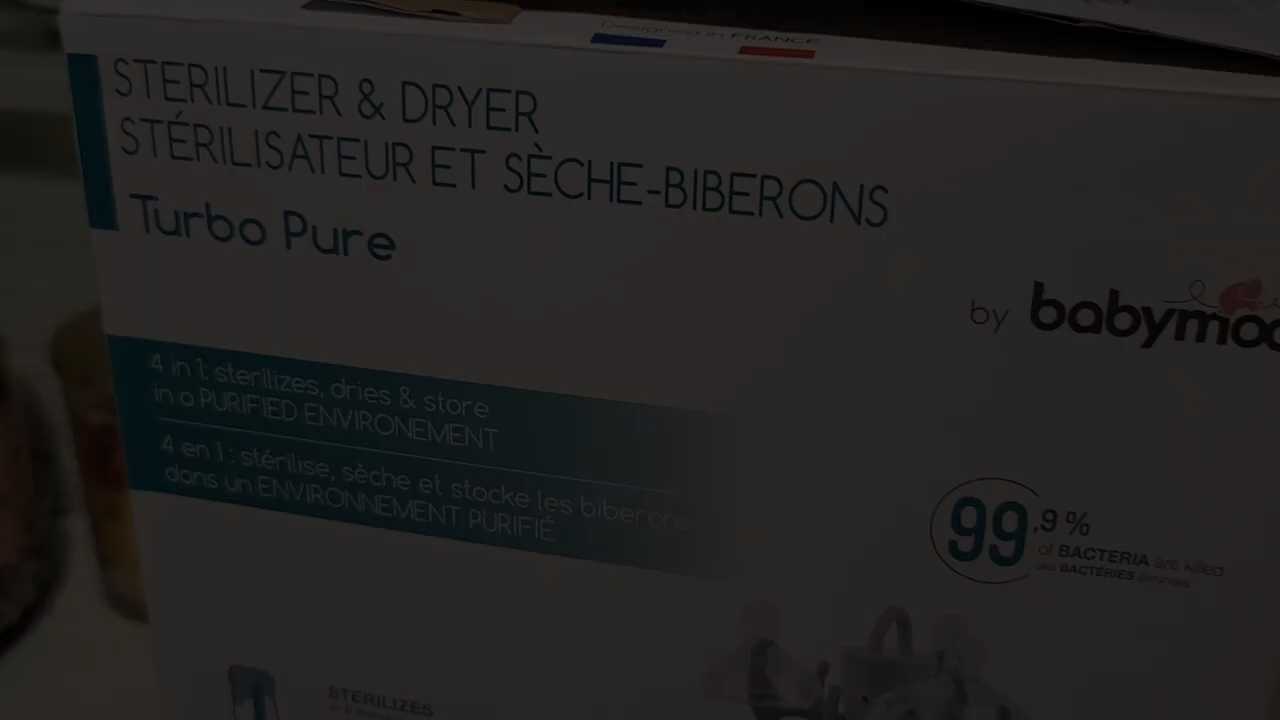 Designed in FRANCE
STERILIZER & DRYER
STÉRILISATEUR ET SÈCHE-BIBERONS
Turbo Pure
by babymoo
4 in 1: sterilizes, dries & store
in a PURIFIED ENVIRONEMENT
4 en 1 : stérilise, sèche et stocke les biberons
dans un ENVIRONNEMENT PURIFIÉ
99,9 %
of BACTERIA are killed
des BACTÉRIES éliminées
STERILIZES